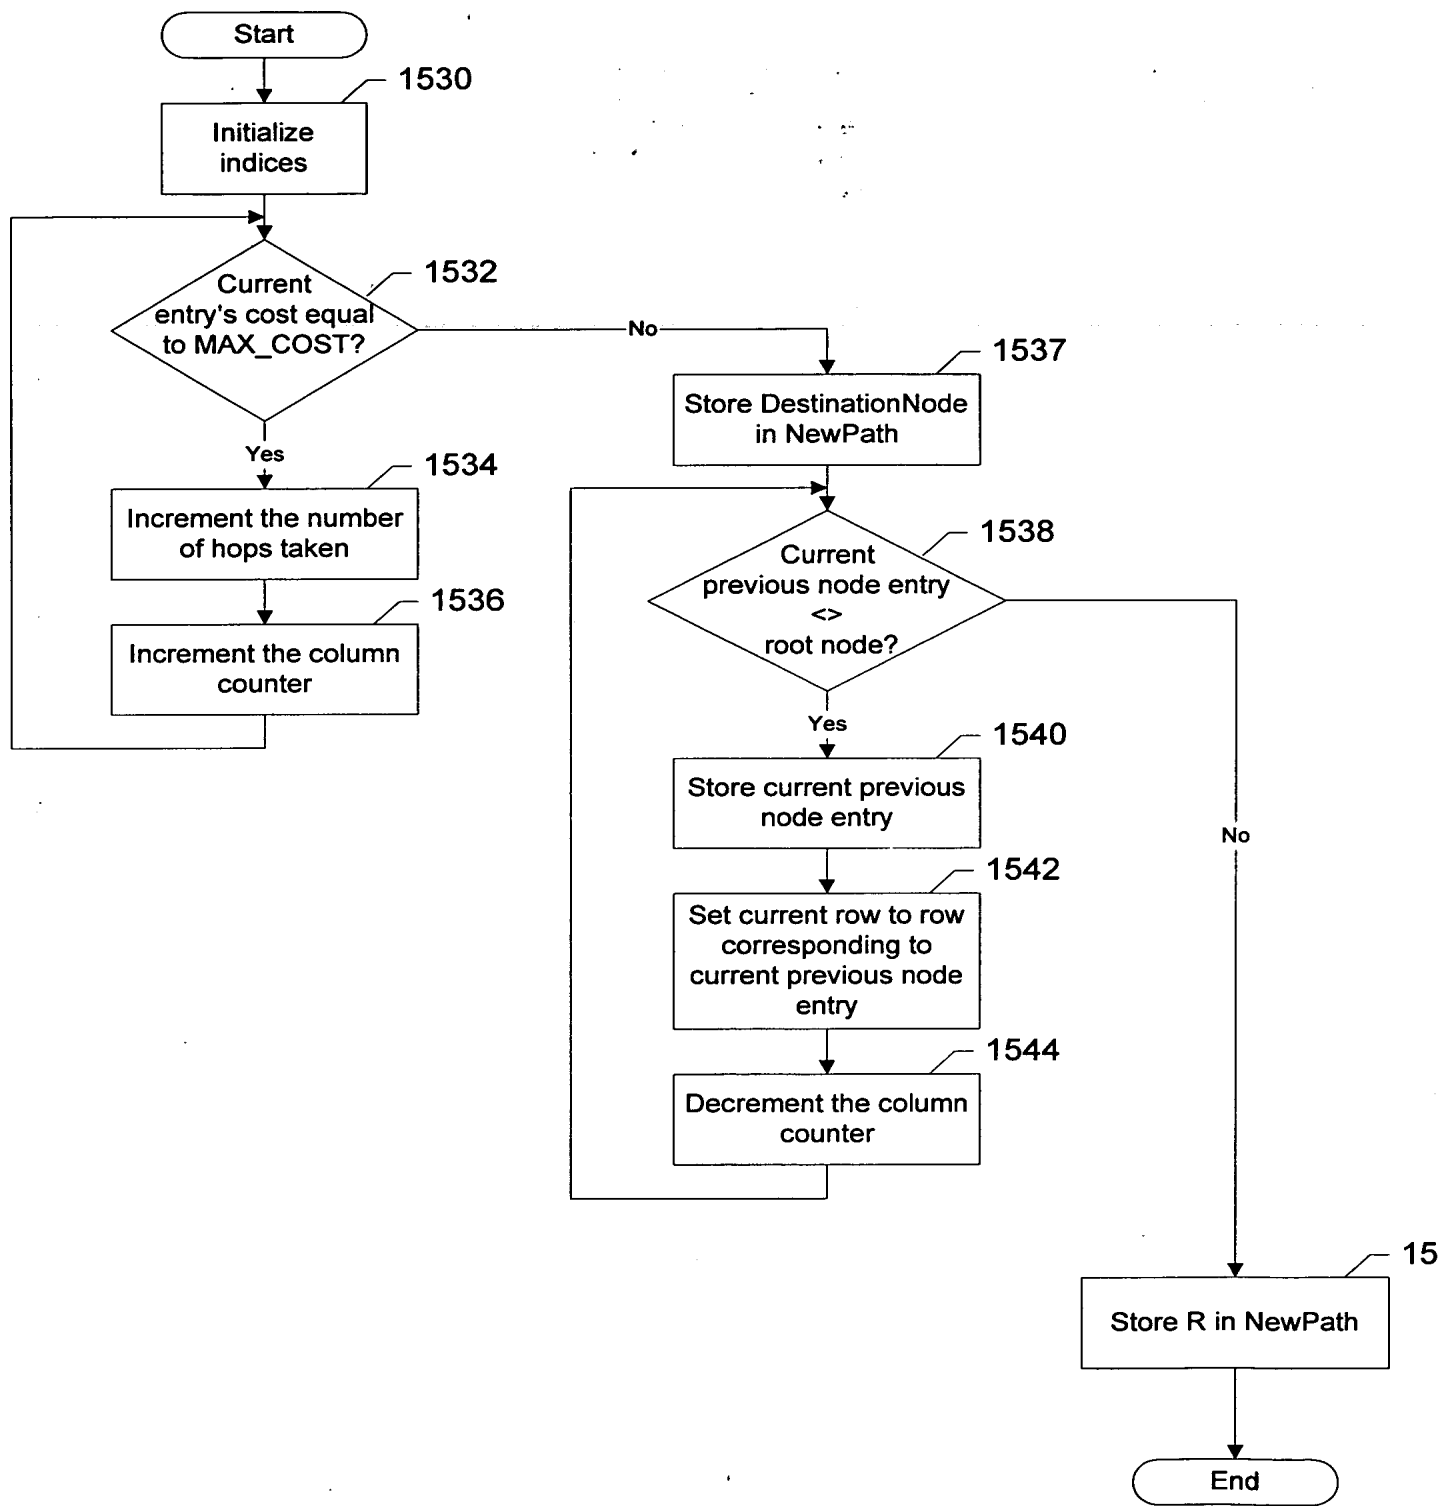 Start
1530
Initialize
indices
1532
Current
entry's cost equal
to MAX_COST?
No
Yes
1534
Increment the number
of hops taken
1536
Increment the column
counter
1537
Store DestinationNode
in NewPath
1538
Current
previous node entry
<>
root node?
Yes
No
1540
Store current previous
node entry
1542
Set current row to row
corresponding to
current previous node
entry
1544
Decrement the column
counter
15
Store R in NewPath
End